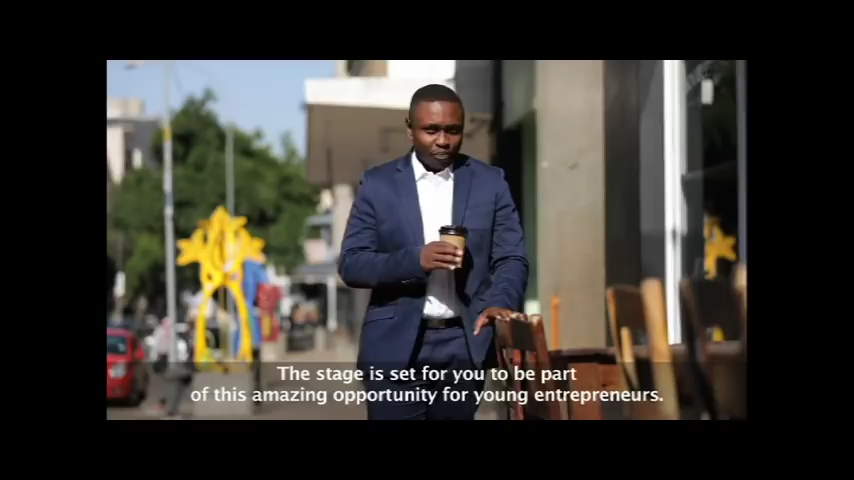 The stage is set for you to be part
of this amazing opportunity for young entrepreneurs.